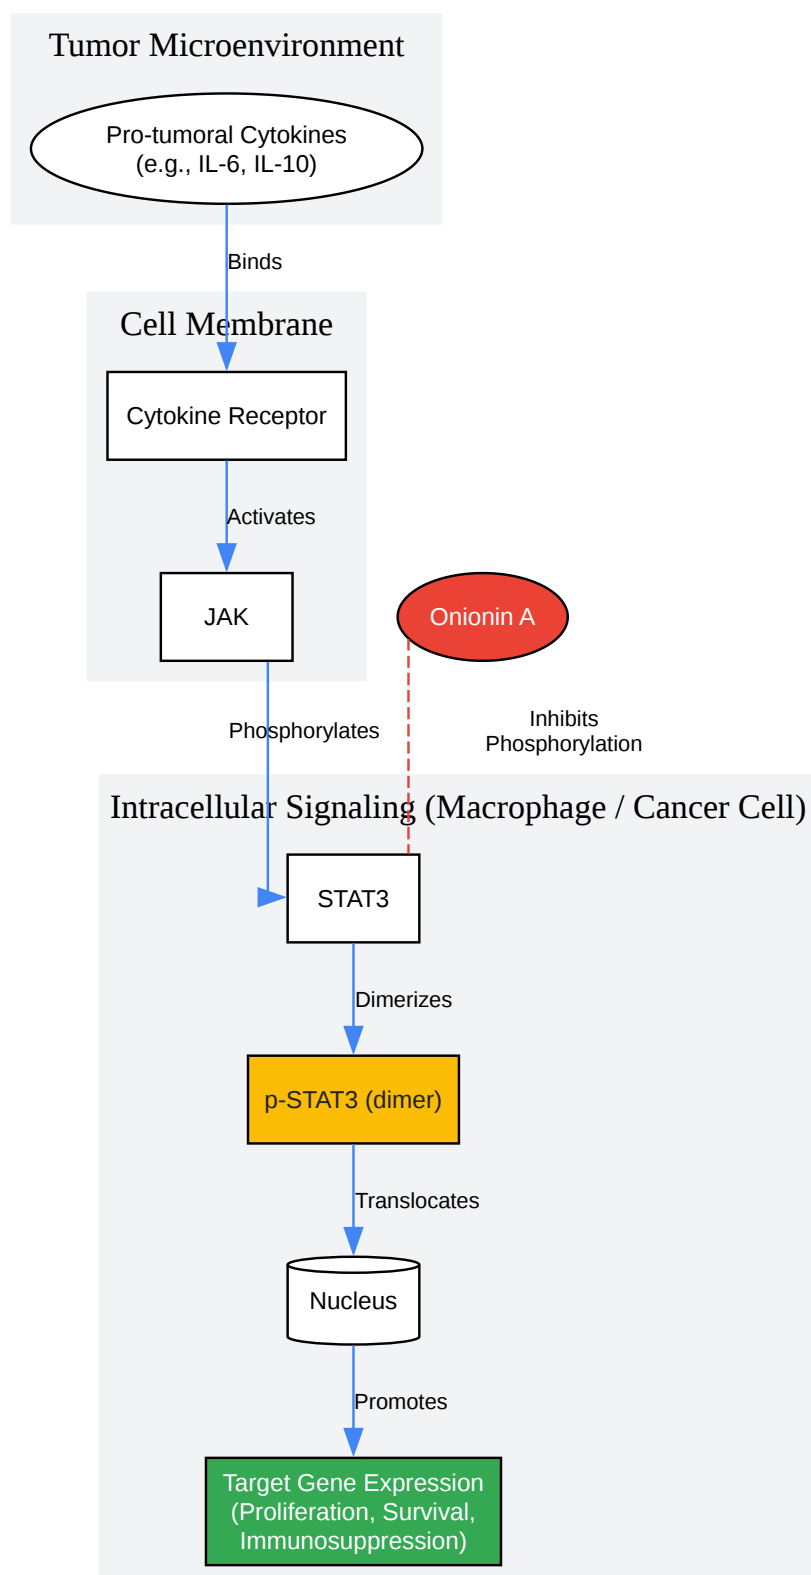 Tumor Microenvironment
Pro-tumoral Cytokines
(e.g., IL-6, IL-10)
Binds
Cell Membrane
Cytokine Receptor
Activates
JAK
Onionin A
Phosphorylates
Inhibits
Phosphorylation
Intracellular Signaling (Macrophage / Cancer Cell)
STAT3
Dimerizes
p-STAT3 (dimer)
Translocates
Nucleus
Promotes
Target Gene Expression
(Proliferation, Survival,
Immunosuppression)